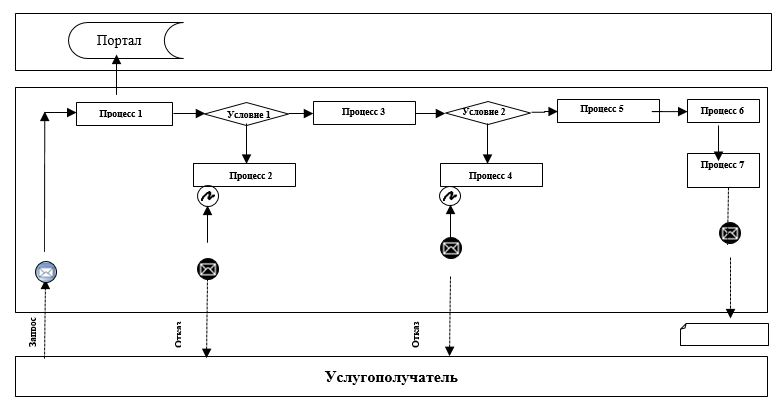 Портал
Процесс 1
Условие 1
Процесс 3
Условие 2
Процесс 5
Процесс 6
Процесс 2
Процесс 4
Процесс 7
Запрос
Отказ
Отказ
Услугополучатель